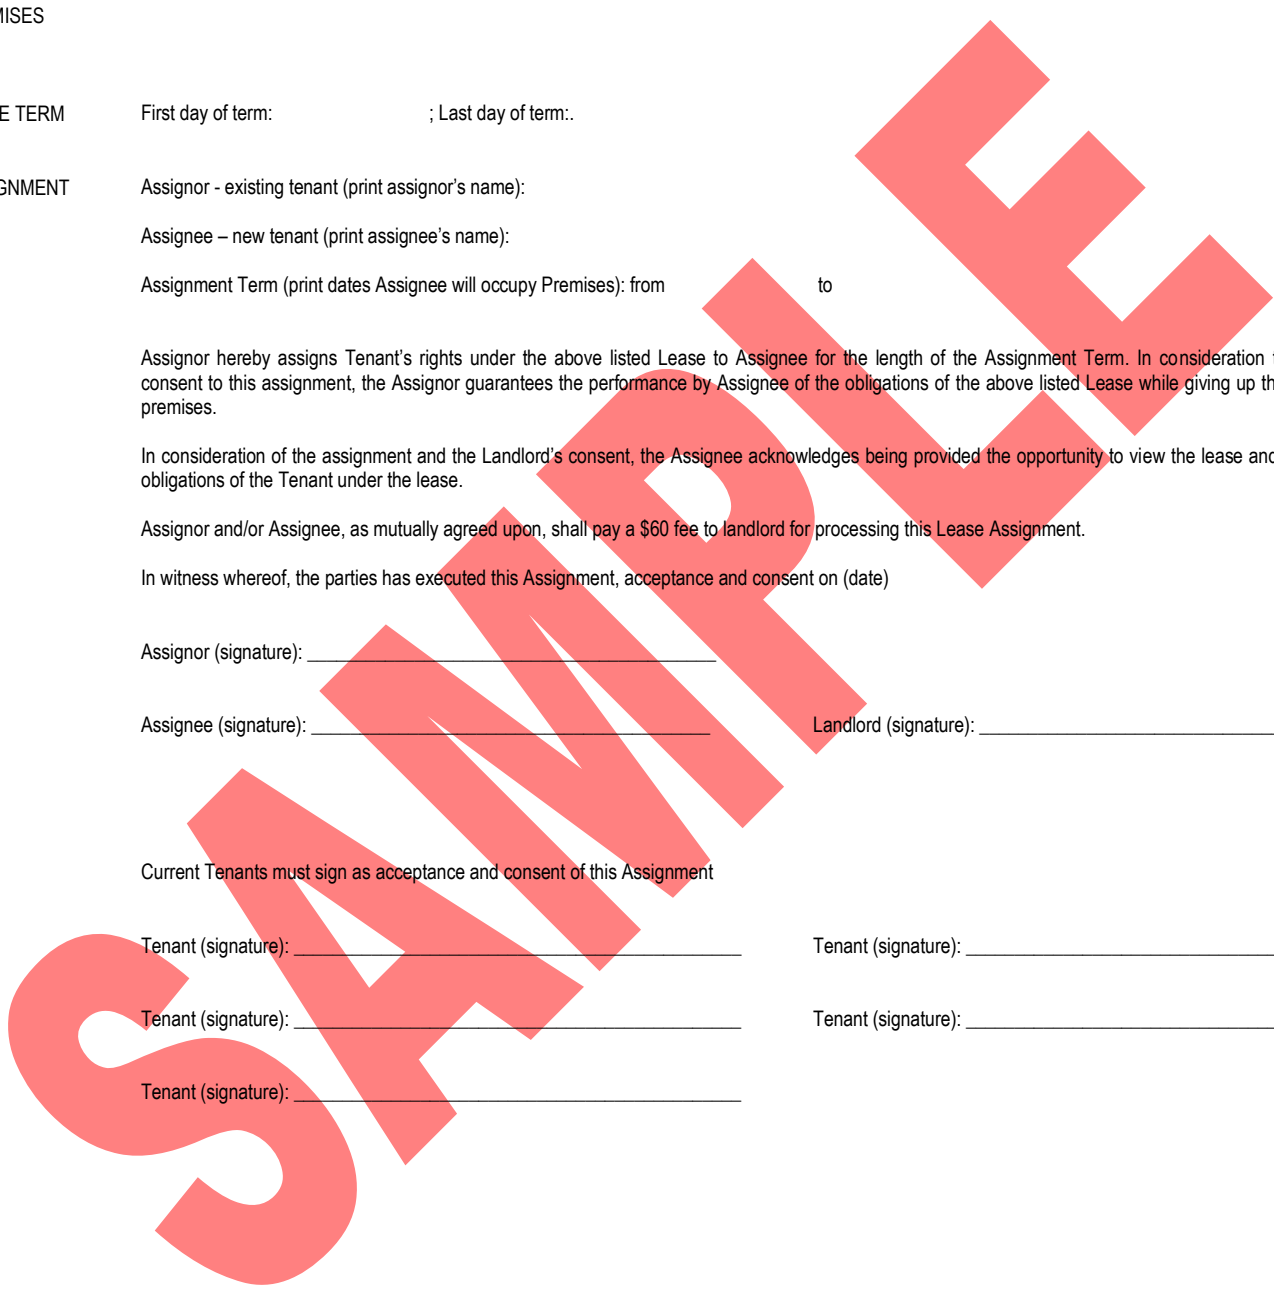 MISES
E TERM First day of term: ; Last day of term:.
GNMENT Assignor - existing tenant (print assignor's name):
Assignee – new tenant (print assignee's name):
Assignment Term (print dates Assignee will occupy Premises): from to
Assignor hereby assigns Tenant's rights under the above listed Lease to Assignee for the length of the Assignment Term. In consideration
consent to this assignment, the Assignor guarantees the performance by Assignee of the obligations of the above listed Lease while giving up th
premises.
In consideration of the assignment and the Landlord's consent, the Assignee acknowledges being provided the opportunity to view the lease and
obligations of the Tenant under the lease.
Assignor and/or Assignee, as mutually agreed upon, shall pay a $60 fee to landlord for processing this Lease Assignment.
In witness whereof, the parties has executed this Assignment, acceptance and consent on (date)
Assignor (signature): ____________________
Assignee (signature): ____________________ Landlord (signature): ____________________
Current Tenants must sign as acceptance and consent of this Assignment
Tenant (signature): ____________________ Tenant (signature): ____________________
Tenant (signature): ____________________ Tenant (signature): ____________________
Tenant (signature): ____________________
SAMPLE